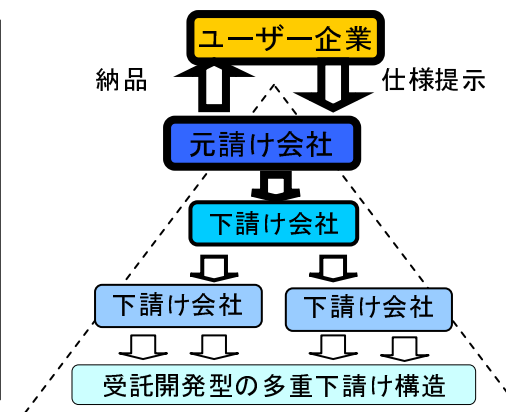 ユーザー企業
納品
仕様提示
元請け会社
下請け会社
下請け会社
下請け会社
受託開発型の多重下請け構造